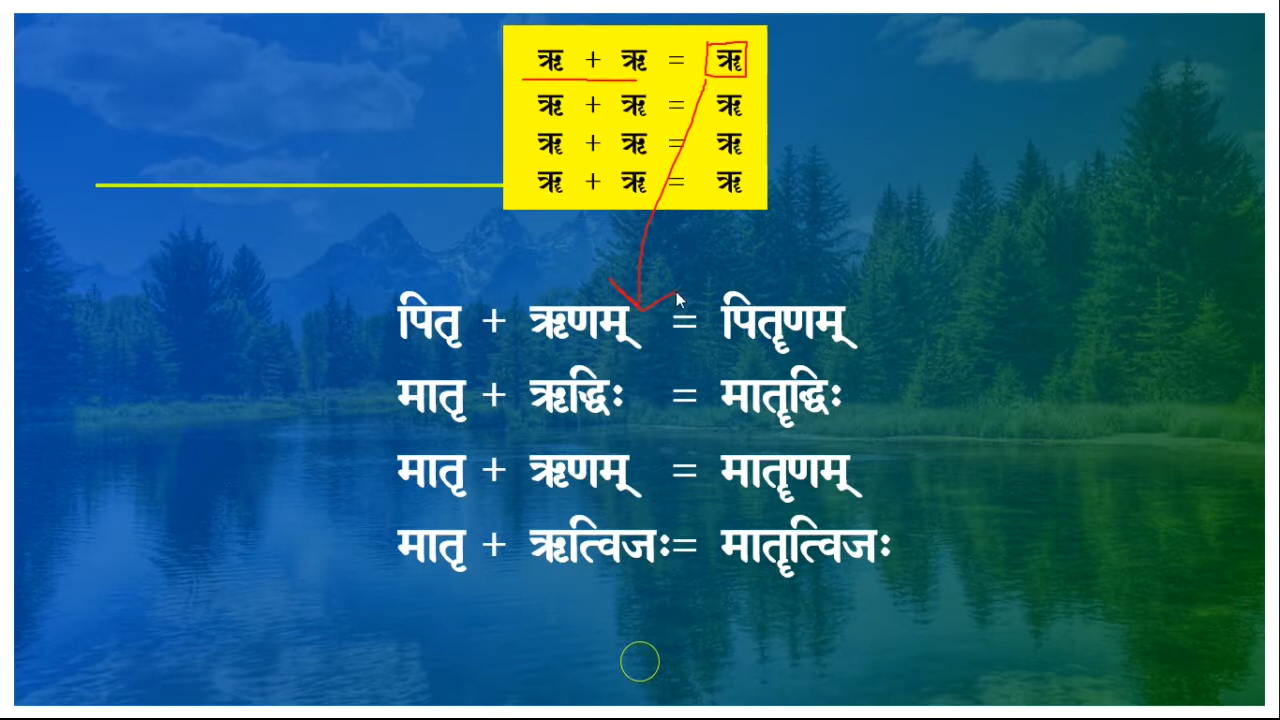 ऋ + ऋ = ॠ
ऋ + ॠ = ॠ
ॠ + ऋ = ॠ
ॠ + ॠ = ॠ
पितृ + ऋणम् = पितॄणम्
मातृ + ऋद्धिः = मातॄद्धिः
मातृ + ऋणम् = मातॄणम्
मातृ + ऋत्विजः= मातॄत्विजः